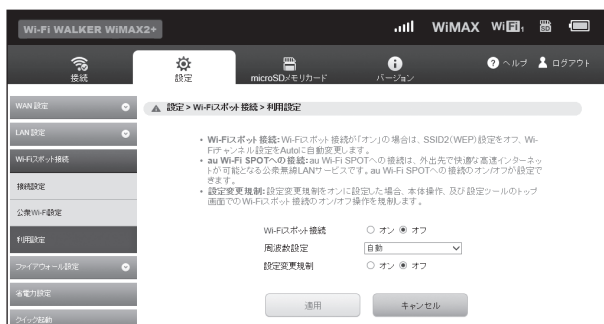 Wi-Fi WALKER WiMAX2+
WiMAX Wi Fi 1
接続
設定
microSDメモリカード
バージョン
ヘルプ
ログアウト
WAN 設定
LAN 設定
Wi-Fiスポット接続
接続設定
公衆Wi-Fi設定
利用設定
ファイアウォール設定
省電力設定
クイック起動
設定 > Wi-Fiスポット接続 > 利用設定
• Wi-Fiスポット接続: Wi-Fiスポット接続が「オン」の場合は、SSID2(WEP)設定をオフ、Wi-
Fiチャンネル設定をAutoに自動変更します。
• au Wi-Fi SPOTへの接続: au Wi-Fi SPOTへの接続は、外出先で快適な高速インターネッ
トが可能となる公衆無線LANサービスです。au Wi-Fi SPOTへの接続のオン/オフが設定で
きます。
• 設定変更規制: 設定変更規制をオンに設定した場合、本体操作、及び設定ツールのトップ
画面でのWi-Fiスポット接続のオン/オフ操作を規制します。
Wi-Fiスポット接続 オン オフ
周波数設定 自動
設定変更規制 オン オフ
適用 キャンセル